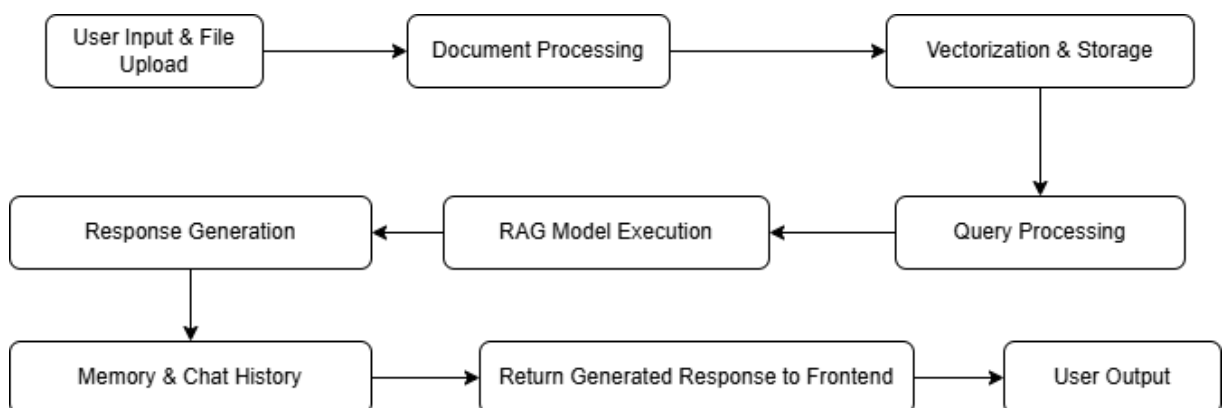 User Input & File
Upload
Document Processing
Vectorization & Storage
Response Generation
RAG Model Execution
Query Processing
Memory & Chat History
Return Generated Response to Frontend
User Output